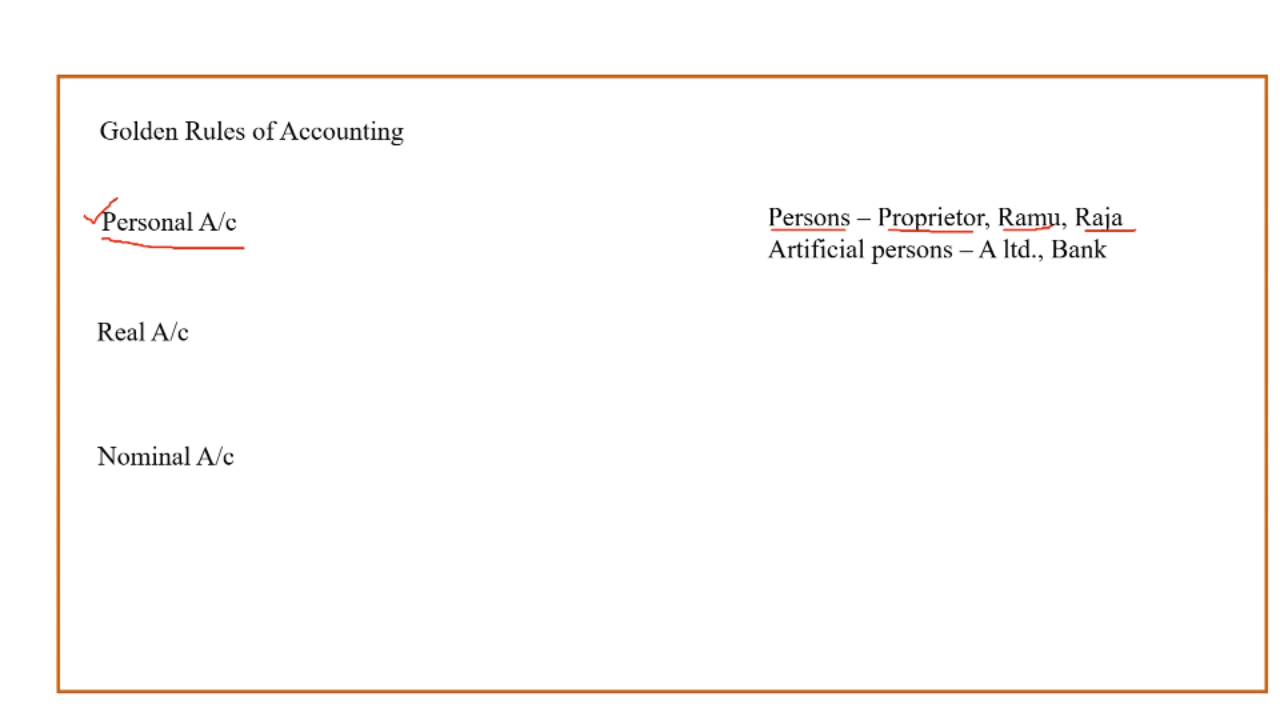 Golden Rules of Accounting
Personal A/c
Persons – Proprietor, Ramu, Raja
Artificial persons – A ltd., Bank
Real A/c
Nominal A/c